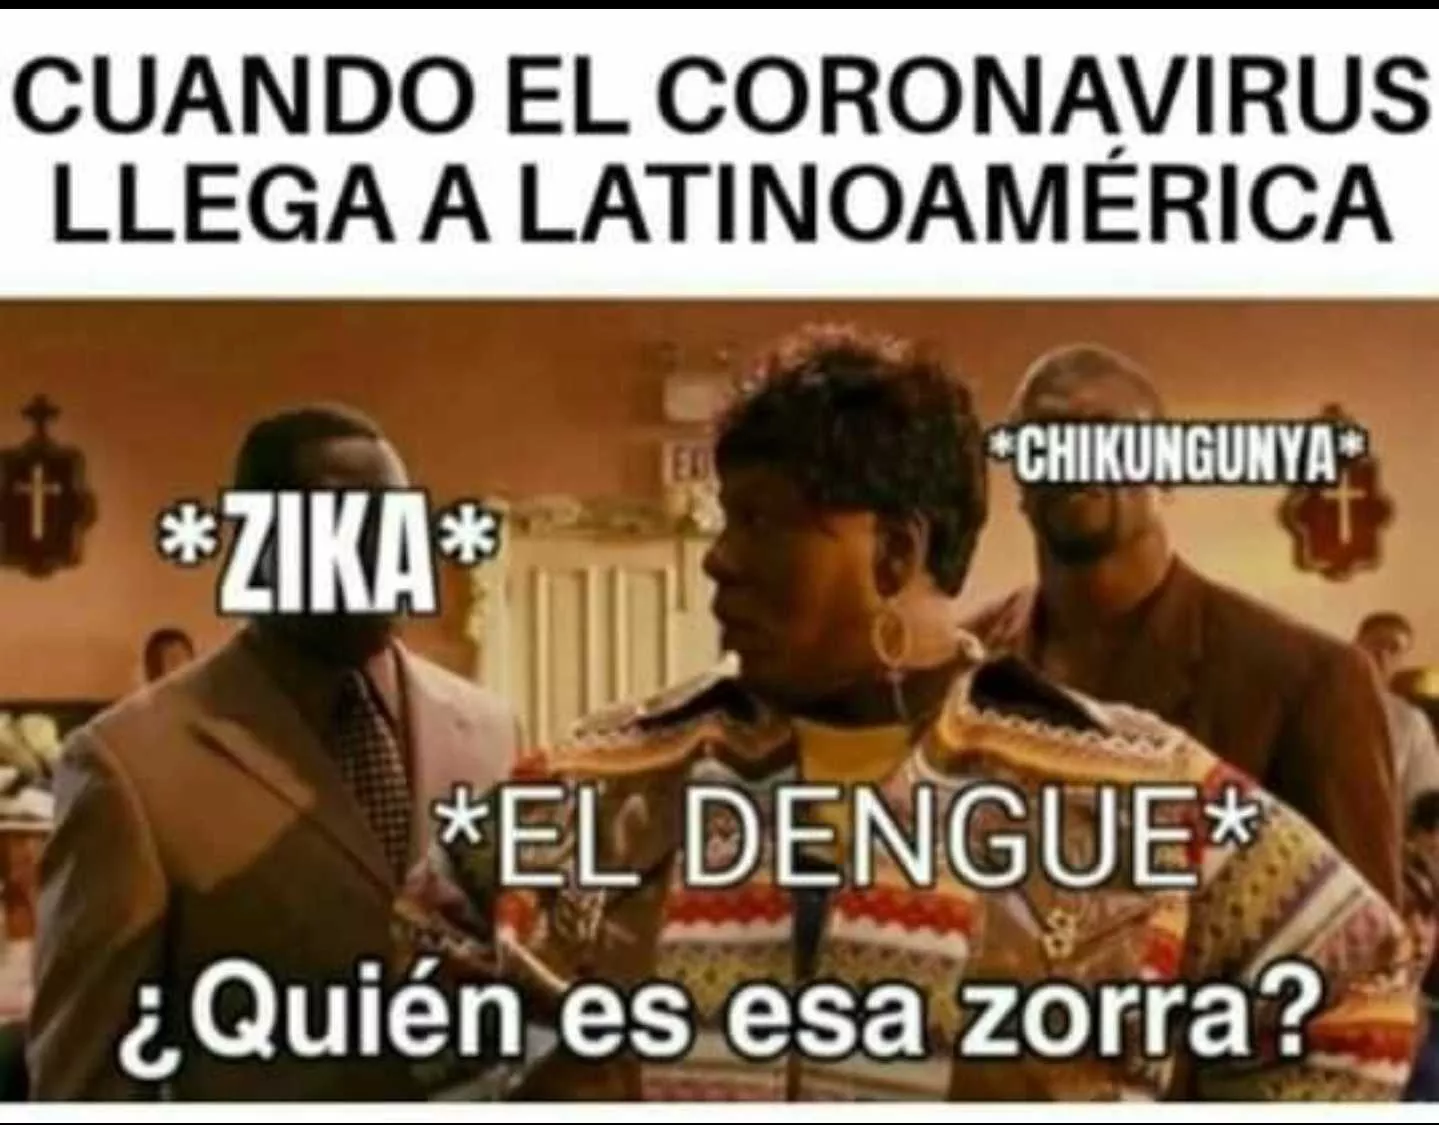 CUANDO EL CORONAVIRUS
LLEGA A LATINOAMÉRICA
*CHIKUNGUNYA*
*ZIKA*
*EL DENGUE*
¿Quién es esa zorra?